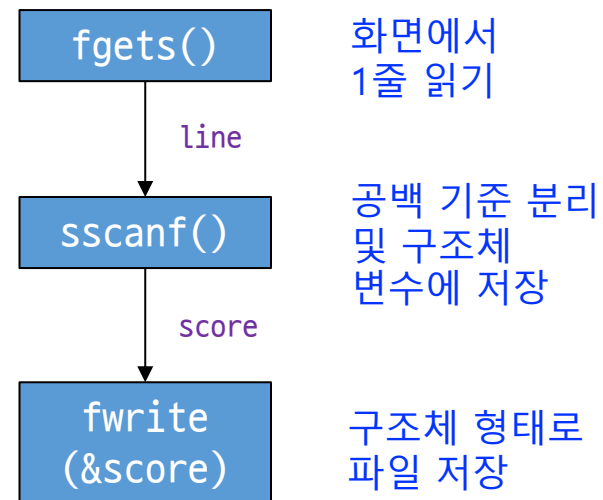 fgets()
화면에서
1줄 읽기
line
sscanf()
공백 기준 분리
및 구조체
변수에 저장
score
fwrite
(&score)
구조체 형태로
파일 저장